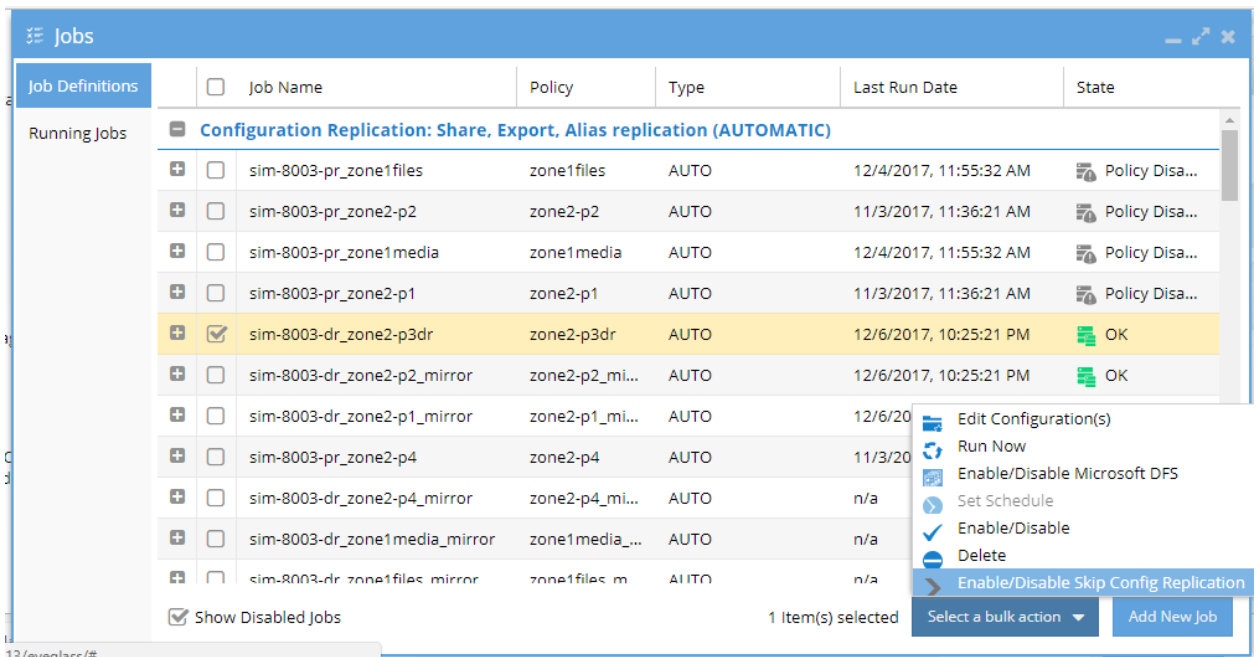 Jobs
Job Definitions
Running Jobs
Job Name Policy Type Last Run Date State
Configuration Replication: Share, Export, Alias replication (AUTOMATIC)
sim-8003-pr_zone1files zone1files AUTO 12/4/2017, 11:55:32 AM Policy Disa...
sim-8003-pr_zone2-p2 zone2-p2 AUTO 11/3/2017, 11:36:21 AM Policy Disa...
sim-8003-pr_zone1media zone1media AUTO 12/4/2017, 11:55:32 AM Policy Disa...
sim-8003-pr_zone2-p1 zone2-p1 AUTO 11/3/2017, 11:36:21 AM Policy Disa...
sim-8003-dr_zone2-p3dr zone2-p3dr AUTO 12/6/2017, 10:25:21 PM OK
sim-8003-dr_zone2-p2_mirror zone2-p2_mi... AUTO 12/6/2017, 10:25:21 PM OK
sim-8003-dr_zone2-p1_mirror zone2-p1_mi... AUTO 12/6/20
sim-8003-pr_zone2-p4 zone2-p4 AUTO 11/3/20
sim-8003-dr_zone2-p4_mirror zone2-p4_mi... AUTO n/a
sim-8003-dr_zone1media_mirror zone1media_... AUTO n/a
sim-8003-dr_zone1files_mirror zone1files_m AUTO n/a
Edit Configuration(s)
Run Now
Enable/Disable Microsoft DFS
Set Schedule
Enable/Disable
Delete
Enable/Disable Skip Config Replication
Show Disabled Jobs 1 Item(s) selected Select a bulk action Add New Job
13/eyeglass/#